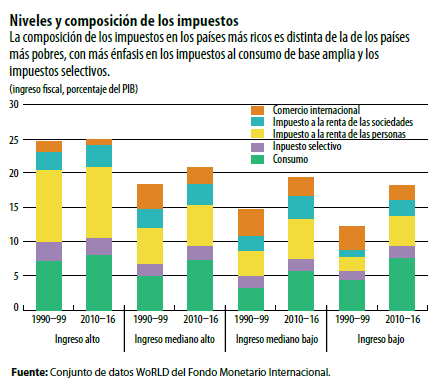 Niveles y composición de los impuestos
La composición de los impuestos en los países más ricos es distinta de la de los países
más pobres, con más énfasis en los impuestos al consumo de base amplia y los
impuestos selectivos.
(ingreso fiscal, porcentaje del PIB)
30
25
20
15
10
5
0
Comercio internacional
Impuesto a la renta de las sociedades
Impuesto a la renta de las personas
Inpuesto selectivo
Consumo
1990–99 2010–16 1990–99 2010–16 1990–99 2010–16 1990–99 2010–16
Ingreso alto Ingreso mediano alto Ingreso mediano bajo Ingreso bajo
Fuente: Conjunto de datos WoRLD del Fondo Monetario Internacional.